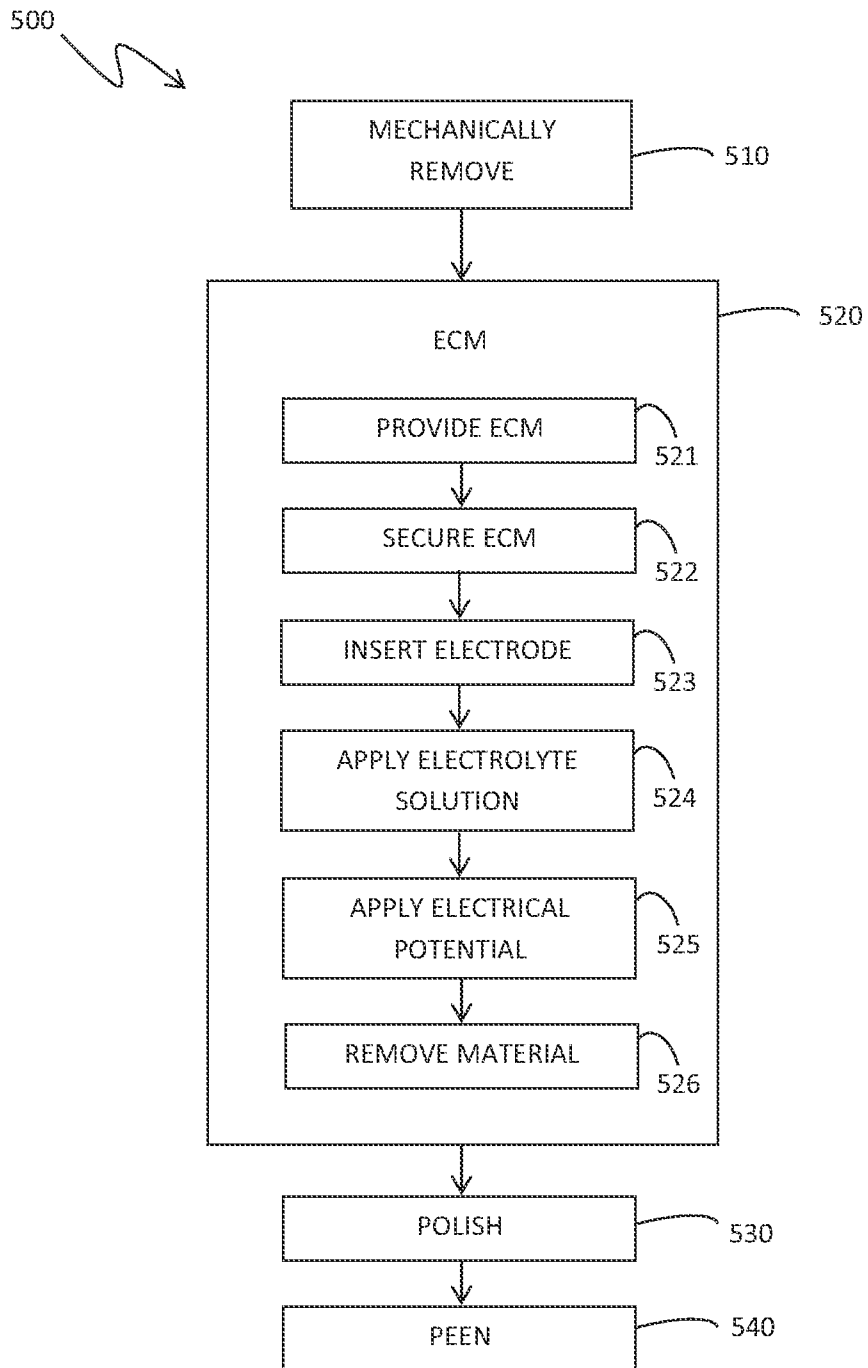 500
MECHANICALLY
REMOVE
510
520
ECM
PROVIDE ECM
521
SECURE ECM
522
INSERT ELECTRODE
523
APPLY ELECTROLYTE
SOLUTION
524
APPLY ELECTRICAL
POTENTIAL
525
REMOVE MATERIAL
526
POLISH
530
PEEN
540